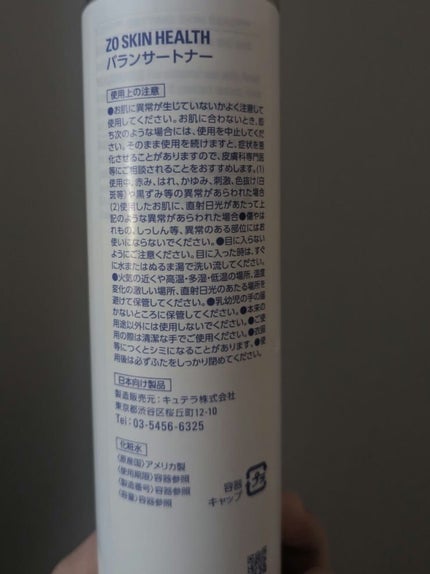 ZO SKIN HEALTH
バランサートナー
使用上の注意
●お肌に異常が生じていないかよく注意して
使用してください。お肌に合わないとき、即
ち次のような場合には、使用を中止してくだ
さい。そのまま使用を続けますと、症状を悪
化させることがありますので、皮膚科専門医
等にご相談されることをおすすめします。(1)
使用中、赤み、はれ、かゆみ、刺激、色抜け(白
斑等)や黒ずみ等の異常があらわれた場合
(2)使用したお肌に、直射日光があたって上
記のような異常があらわれた場合●傷やは
れもの、しっしん等、異常のある部位にはお
使いにならないでください。●目に入らない
ようにご注意ください。目に入った時は、すぐ
に水またはぬるま湯で洗い流してください。
●火気の近くや高温・多湿・低温の場所、温度
変化の激しい場所、直射日光のあたる場所を
避けて保管してください。●乳幼児の手の届
かないところに保管してください。●本来の
用途以外には使用しないでください。●ご使
用の際は清潔な手でご使用ください。●衣服
等につくとシミになることがあります。●使
用後は必ずふたをしっかり閉めてください。
日本向け製品
製造販売元:キュテラ株式会社
東京都渋谷区桜丘町12-10
Tel: 03-5456-6325
化粧水
〈原産国〉アメリカ製
〈使用期限〉容器参照
〈製造番号〉容器参照
〈容量〉容器参照
容器
キャップ
プラ